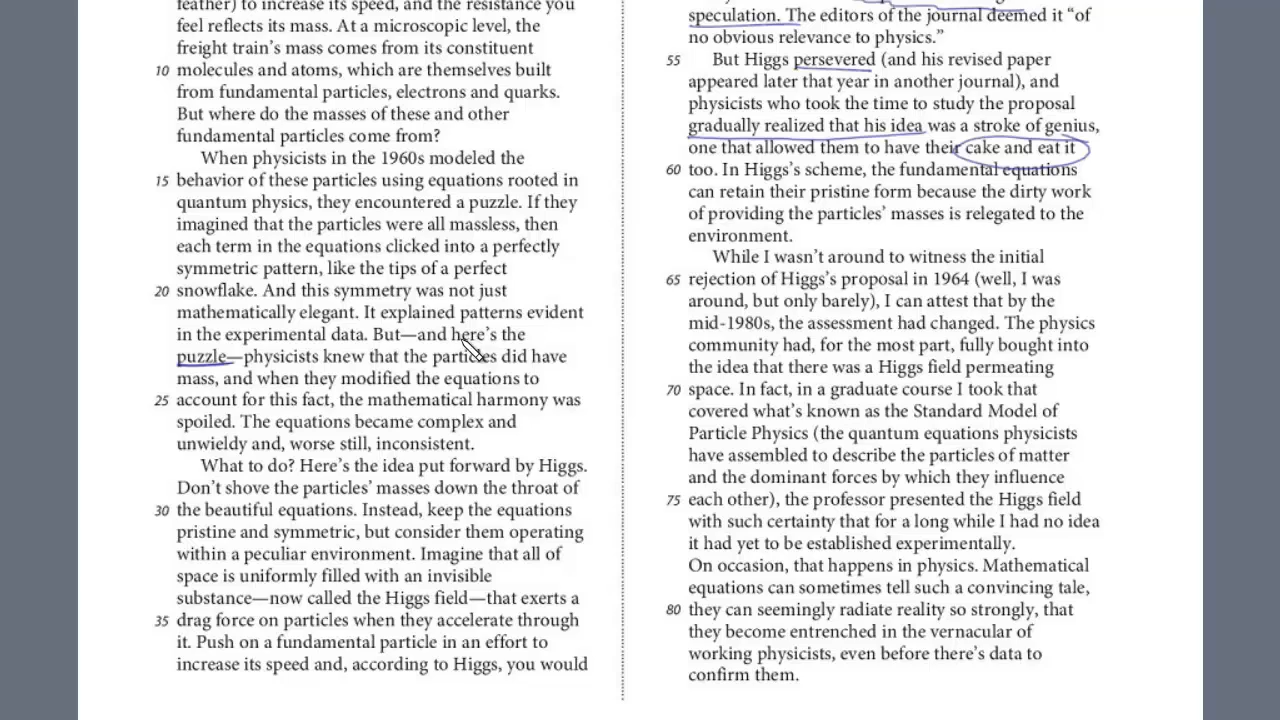 feather) to increase its speed, and the resistance you
feel reflects its mass. At a microscopic level, the
freight train’s mass comes from its constituent
10 molecules and atoms, which are themselves built
from fundamental particles, electrons and quarks.
But where do the masses of these and other
fundamental particles come from?
When physicists in the 1960s modeled the
15 behavior of these particles using equations rooted in
quantum physics, they encountered a puzzle. If they
imagined that the particles were all massless, then
each term in the equations clicked into a perfectly
symmetric pattern, like the tips of a perfect
20 snowflake. And this symmetry was not just
mathematically elegant. It explained patterns evident
in the experimental data. But—and here’s the
puzzle—physicists knew that the particles did have
mass, and when they modified the equations to
25 account for this fact, the mathematical harmony was
spoiled. The equations became complex and
unwieldy and, worse still, inconsistent.
What to do? Here’s the idea put forward by Higgs.
Don’t shove the particles’ masses down the throat of
30 the beautiful equations. Instead, keep the equations
pristine and symmetric, but consider them operating
within a peculiar environment. Imagine that all of
space is uniformly filled with an invisible
substance—now called the Higgs field—that exerts a
35 drag force on particles when they accelerate through
it. Push on a fundamental particle in an effort to
increase its speed and, according to Higgs, you would
speculation. The editors of the journal deemed it “of
no obvious relevance to physics.”
55 But Higgs persevered (and his revised paper
appeared later that year in another journal), and
physicists who took the time to study the proposal
gradually realized that his idea was a stroke of genius,
one that allowed them to have their cake and eat it
60 too. In Higgs’s scheme, the fundamental equations
can retain their pristine form because the dirty work
of providing the particles’ masses is relegated to the
environment.
While I wasn’t around to witness the initial
65 rejection of Higgs’s proposal in 1964 (well, I was
around, but only barely), I can attest that by the
mid-1980s, the assessment had changed. The physics
community had, for the most part, fully bought into
the idea that there was a Higgs field permeating
70 space. In fact, in a graduate course I took that
covered what’s known as the Standard Model of
Particle Physics (the quantum equations physicists
have assembled to describe the particles of matter
and the dominant forces by which they influence
75 each other), the professor presented the Higgs field
with such certainty that for a long while I had no idea
it had yet to be established experimentally.
On occasion, that happens in physics. Mathematical
equations can sometimes tell such a convincing tale,
80 they can seemingly radiate reality so strongly, that
they become entrenched in the vernacular of
working physicists, even before there’s data to
confirm them.